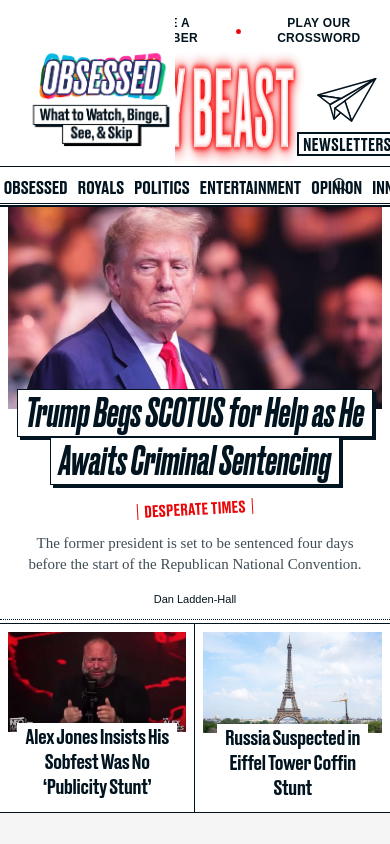 E A
BER
PLAY OUR
CROSSWORD
OBSESSED
What to Watch, Binge,
See, & Skip
Y BEAST
NEWSLETTERS
OBSESSED ROYALS POLITICS ENTERTAINMENT OPINION INN
Trump Begs SCOTUS for Help as He
Awaits Criminal Sentencing
DESPERATE TIMES
The former president is set to be sentenced four days
before the start of the Republican National Convention.
Dan Ladden-Hall
Alex Jones Insists His
Sobfest Was No
‘Publicity Stunt’
Russia Suspected in
Eiffel Tower Coffin
Stunt